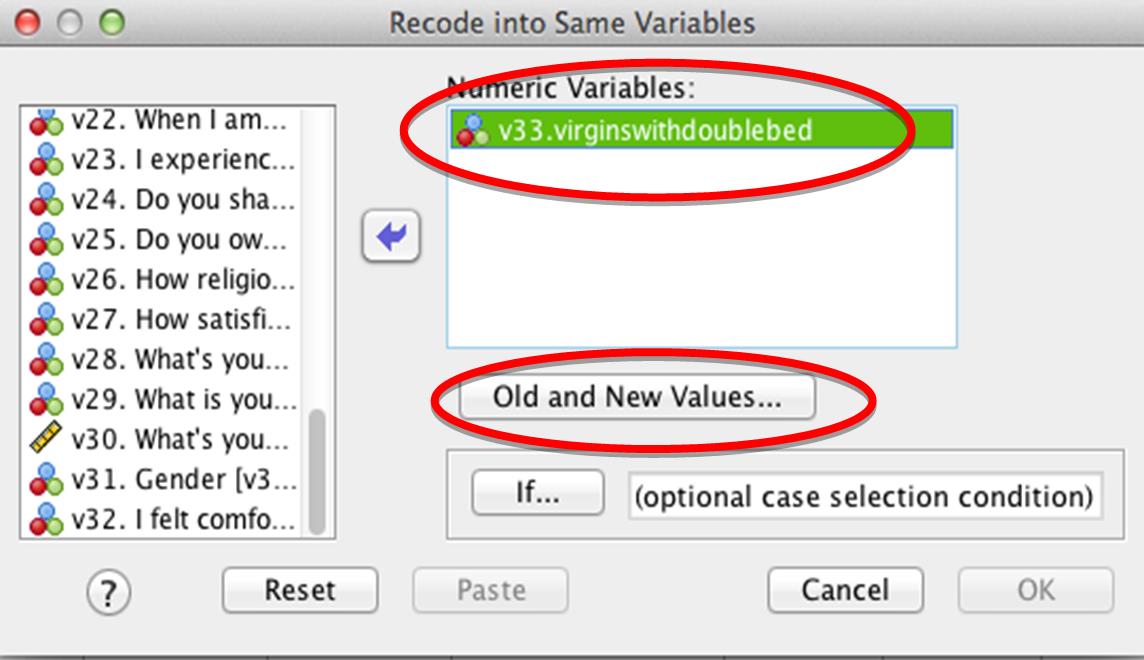 Recode into Same Variables
Numeric Variables:
v22. When I am...
v23. I experienc...
v24. Do you sha...
v25. Do you ow...
v26. How religio...
v27. How satisfi...
v28. What's you...
v29. What is you...
v30. What's you...
v31. Gender [v3...
v32. I felt comfo...
v33.virginswithdoublebed
Old and New Values...
If...
(optional case selection condition)
?
Reset
Paste
Cancel
OK